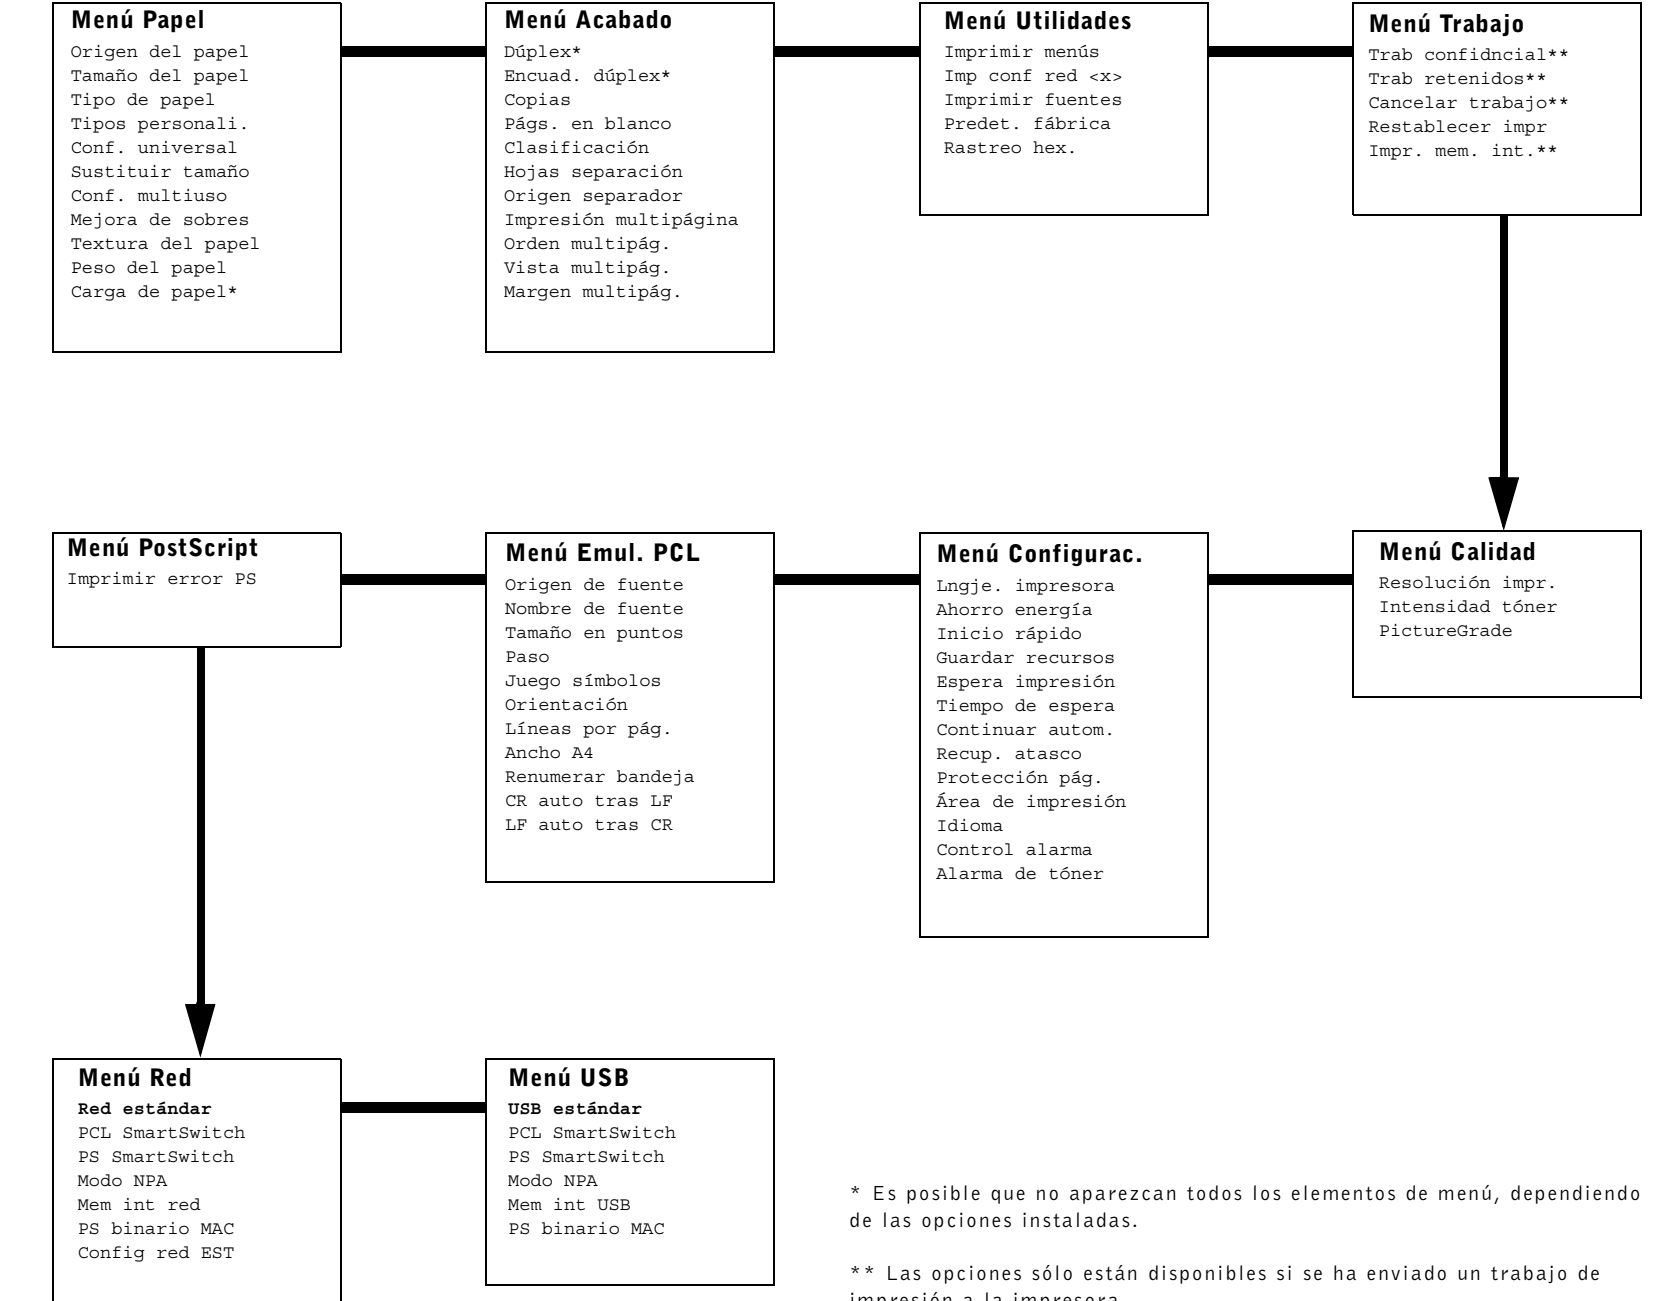 Menú Papel
Origen del papel
Tamaño del papel
Tipo de papel
Tipos personali.
Conf. universal
Sustituir tamaño
Conf. multiuso
Mejora de sobres
Textura del papel
Peso del papel
Carga de papel*
Menú Acabado
Dúplex*
Encuad. dúplex*
Copias
Págs. en blanco
Clasificación
Hojas separación
Origen separador
Impresión multipágina
Orden multipág.
Vista multipág.
Margen multipág.
Menú Utilidades
Imprimir menús
Imp conf red <x>
Imprimir fuentes
Predet. fábrica
Rastreo hex.
Menú Trabajo
Trab confidncial**
Trab retenidos**
Cancelar trabajo**
Restablecer impr
Impr. mem. int.**
Menú PostScript
Imprimir error PS
Menú Emul. PCL
Origen de fuente
Nombre de fuente
Tamaño en puntos
Paso
Juego símbolos
Orientación
Líneas por pág.
Ancho A4
Renumerar bandeja
CR auto tras LF
LF auto tras CR
Menú Configurac.
Lngje. impresora
Ahorro energía
Inicio rápido
Guardar recursos
Espera impresión
Tiempo de espera
Continuar autom.
Recup. atasco
Protección pág.
Área de impresión
Idioma
Control alarma
Alarma de tóner
Menú Calidad
Resolución impr.
Intensidad tóner
PictureGrade
Menú Red
Red estándar
PCL SmartSwitch
PS SmartSwitch
Modo NPA
Mem int red
PS binario MAC
Config red EST
Menú USB
USB estándar
PCL SmartSwitch
PS SmartSwitch
Modo NPA
Mem int USB
PS binario MAC
* Es posible que no aparezcan todos los elementos de menú, dependiendo
de las opciones instaladas.
** Las opciones sólo están disponibles si se ha enviado un trabajo de
impresión a la impresora.